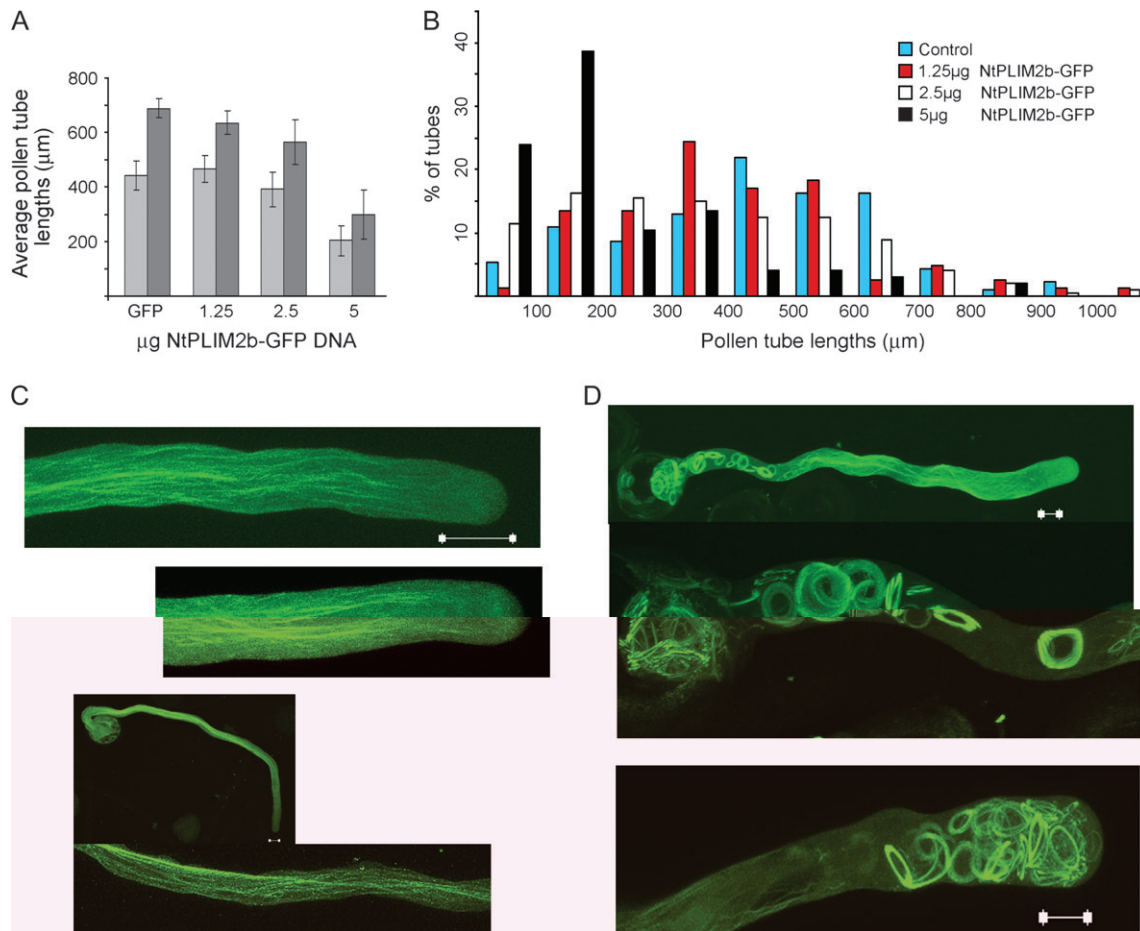 A
Average pollen tube
lengths (µm)
800
600
400
200
GFP 1.25 2.5 5
µg NtPLIM2b-GFP DNA
B
% of tubes
40
30
20
10
Control
1.25µg NtPLIM2b-GFP
2.5µg NtPLIM2b-GFP
5µg NtPLIM2b-GFP
100 200 300 400 500 600 700 800 900 1000
Pollen tube lengths (µm)
C
D